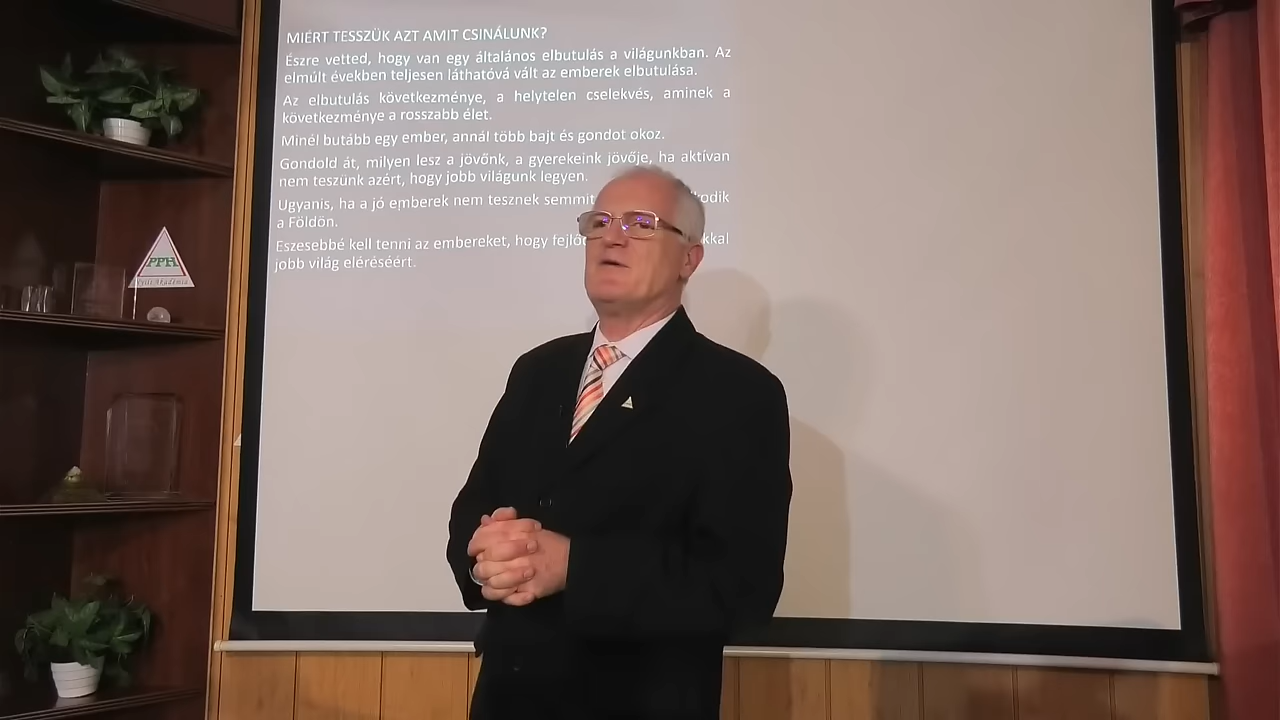 MIÉRT TESSZÜK AZT AMIT CSINÁLUNK?
Észre vetted, hogy van egy általános elbutulás a világunkban. Az
elmúlt években teljesen láthatóvá vált az emberek elbutulása.
Az elbutulás következménye, a helytelen cselekvés, aminek a
következménye a rosszabb élet.
Minél butább egy ember, annál több bajt és gondot okoz.
Gondold át, milyen lesz a jövőnk, a gyerekeink jövője, ha aktívan
nem teszünk azért, hogy jobb világunk legyen.
Ugyanis, ha a jó emberek nem tesznek semmit
a Földön.
Eszesebbé kell tenni az embereket, hogy
jobb világ eléréséért.
PPH
Nyílt Akadémia